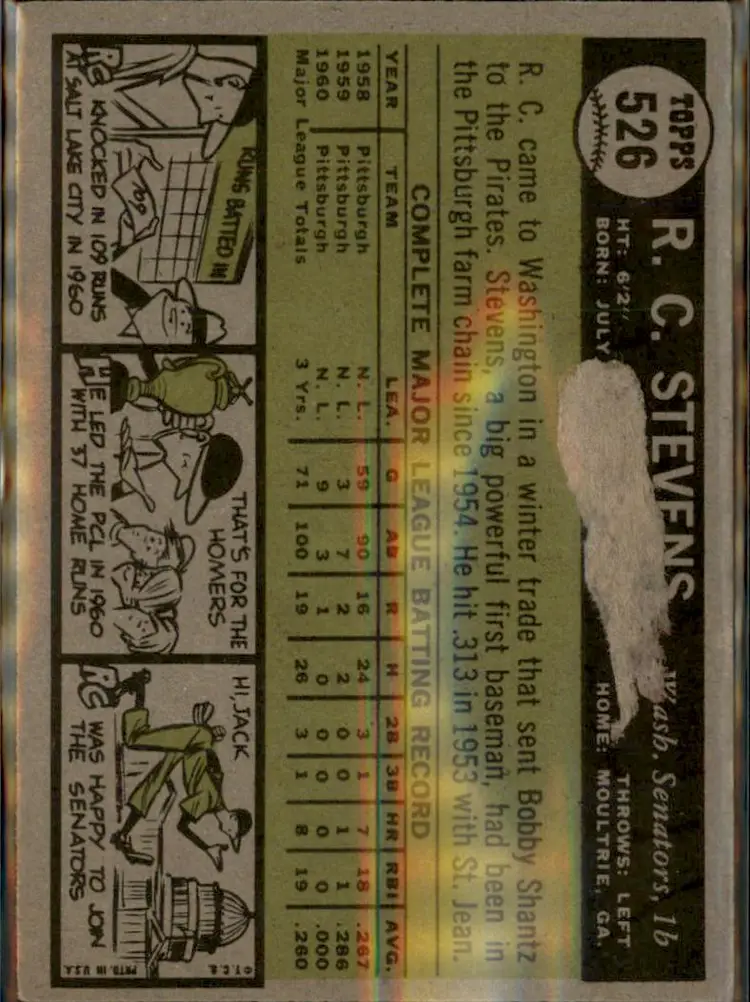 TOPPS
526
R. C. STEVENS
Wash. Senators, 1b
HT: 6'2"
THROWS: LEFT
BORN: JULY
HOME: MOULTRIE, GA.
R. C. came to Washington in a winter trade that sent Bobby Shantz
to the Pirates. Stevens, a big powerful first baseman, had been in
the Pittsburgh farm chain since 1954. He hit .313 in 1953 with St. Jean.
COMPLETE MAJOR LEAGUE BATTING RECORD
YEAR TEAM LEA. G AB R H 2B 3B HR RBI AVG.
1958 Pittsburgh N. L. 59 90 16 24 3 1 7 18 .267
1959 Pittsburgh N. L. 3 7 2 2 0 0 1 1 .286
1960 Pittsburgh N. L. 9 3 1 0 0 0 0 0 .000
Major League Totals 3 Yrs. 71 100 19 26 3 1 8 19 .260
RUNS BATTED IN
109
RC KNOCKED IN 109 RUNS
AT SALT LAKE CITY IN 1960
THAT'S FOR THE
HOMERS
HE LED THE PCL IN 1960
WITH 37 HOME RUNS
HI, JACK
RC WAS HAPPY TO JOIN
THE SENATORS
© T. C. G. PRTD. IN U.S.A.